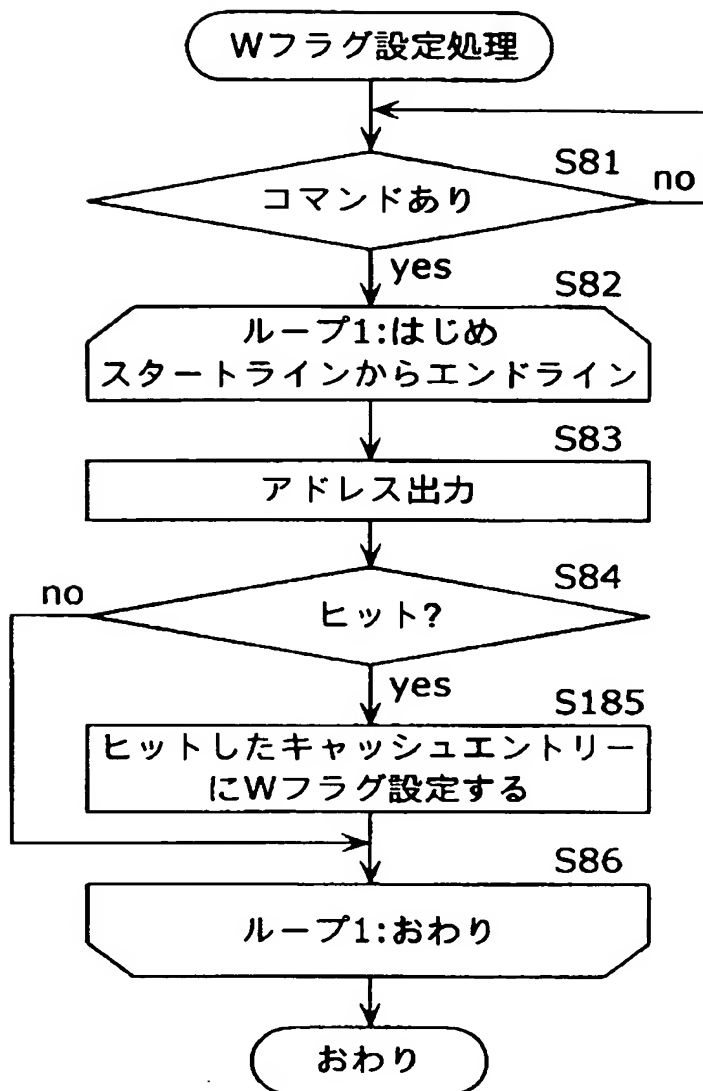 Wフラグ設定処理
S81
コマンドあり
no
yes
S82
ループ1:はじめ
スタートラインからエンドライン
S83
アドレス出力
S84
no
ヒット?
yes
S185
ヒットしたキャッシュエントリー
にWフラグ設定する
S86
ループ1:おわり
おわり